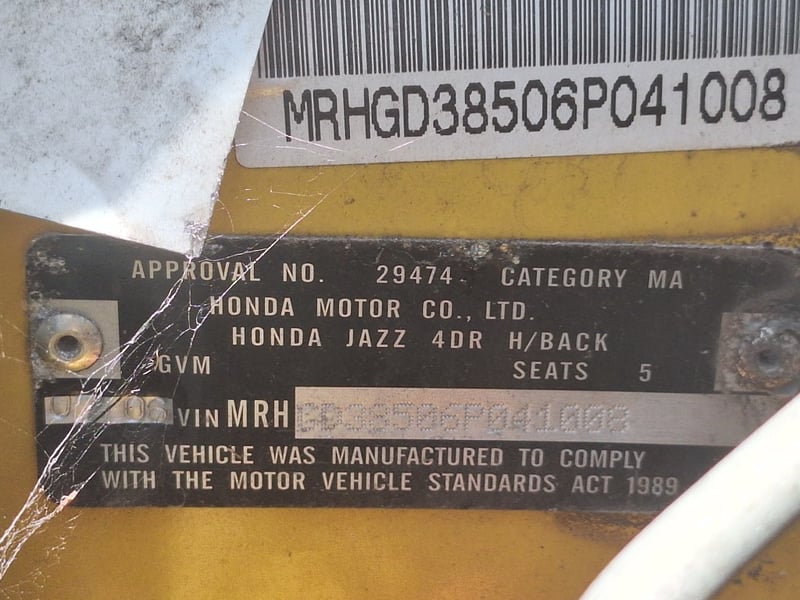 MRHGD38506P041008
APPROVAL NO. 29474 CATEGORY MA
HONDA MOTOR CO., LTD.
HONDA JAZZ 4DR H/BACK
GVM SEATS 5
06 VIN MRH GD38506P041008
THIS VEHICLE WAS MANUFACTURED TO COMPLY
WITH THE MOTOR VEHICLE STANDARDS ACT 1989